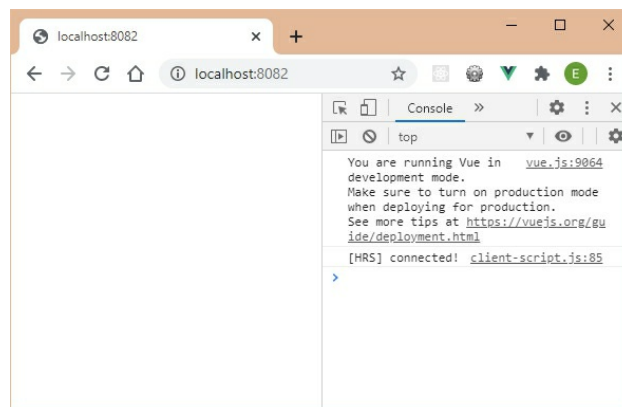 localhost:8082
localhost:8082
E
Console
top
You are running Vue in vue.js:9064
development mode.
Make sure to turn on production mode
when deploying for production.
See more tips at https://vuejs.org/gu
ide/deployment.html
[HRS] connected! client-script.js:85